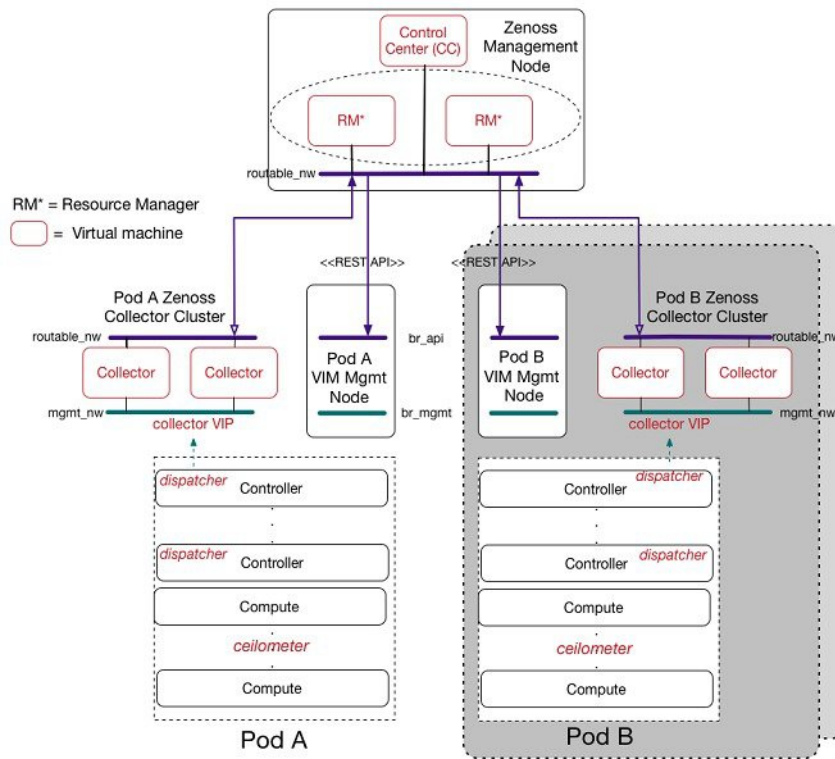 Control
Center (CC)
Zenoss
Management
Node
RM*
RM*
routable_nw
RM* = Resource Manager
= Virtual machine
<<REST API>>
<<REST API>>
Pod A Zenoss
Collector Cluster
routable_nw
Collector
Collector
mgmt_nw
collector VIP
Pod A
VIM Mgmt
Node
br_api
br_mgmt
Pod B
VIM Mgmt
Node
Pod B Zenoss
Collector Cluster
routable_nw
Collector
Collector
mgmt_nw
collector VIP
dispatcher
Controller
dispatcher
Controller
Compute
ceilometer
Compute
Pod A
dispatcher
Controller
dispatcher
Controller
Compute
ceilometer
Compute
Pod B